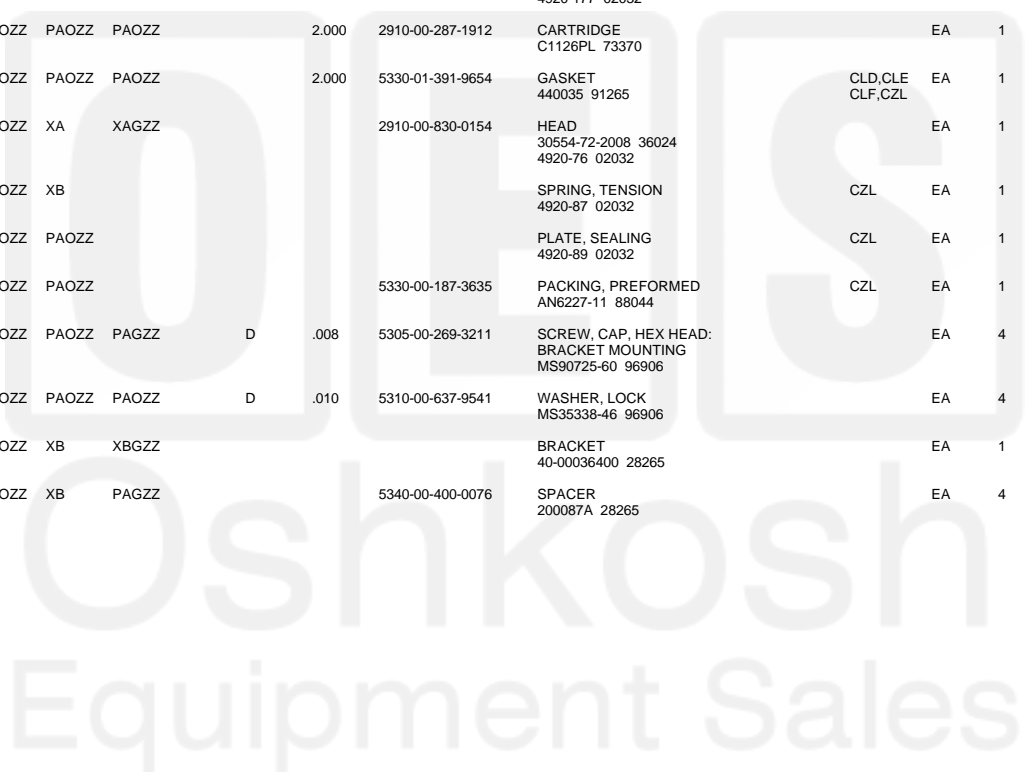 OZZ PAOZZ PAOZZ 2.000 2910-00-287-1912 CARTRIDGE EA 1
C1126PL 73370
OZZ PAOZZ PAOZZ 2.000 5330-01-391-9654 GASKET CLD,CLE EA 1
440035 91265 CLF,CZL
OZZ XA XAGZZ 2910-00-830-0154 HEAD EA 1
30554-72-2008 36024
4920-76 02032
OZZ XB SPRING, TENSION CZL EA 1
4920-87 02032
OZZ PAOZZ PLATE, SEALING CZL EA 1
4920-89 02032
OZZ PAOZZ 5330-00-187-3635 PACKING, PREFORMED CZL EA 1
AN6227-11 88044
OZZ PAOZZ PAGZZ D .008 5305-00-269-3211 SCREW, CAP, HEX HEAD: EA 4
BRACKET MOUNTING
MS90725-60 96906
OZZ PAOZZ PAOZZ D .010 5310-00-637-9541 WASHER, LOCK EA 4
MS35338-46 96906
OZZ XB XBGZZ BRACKET EA 1
40-00036400 28265
OZZ XB PAGZZ 5340-00-400-0076 SPACER EA 4
200087A 28265
OES
Oshkosh
Equipment Sales